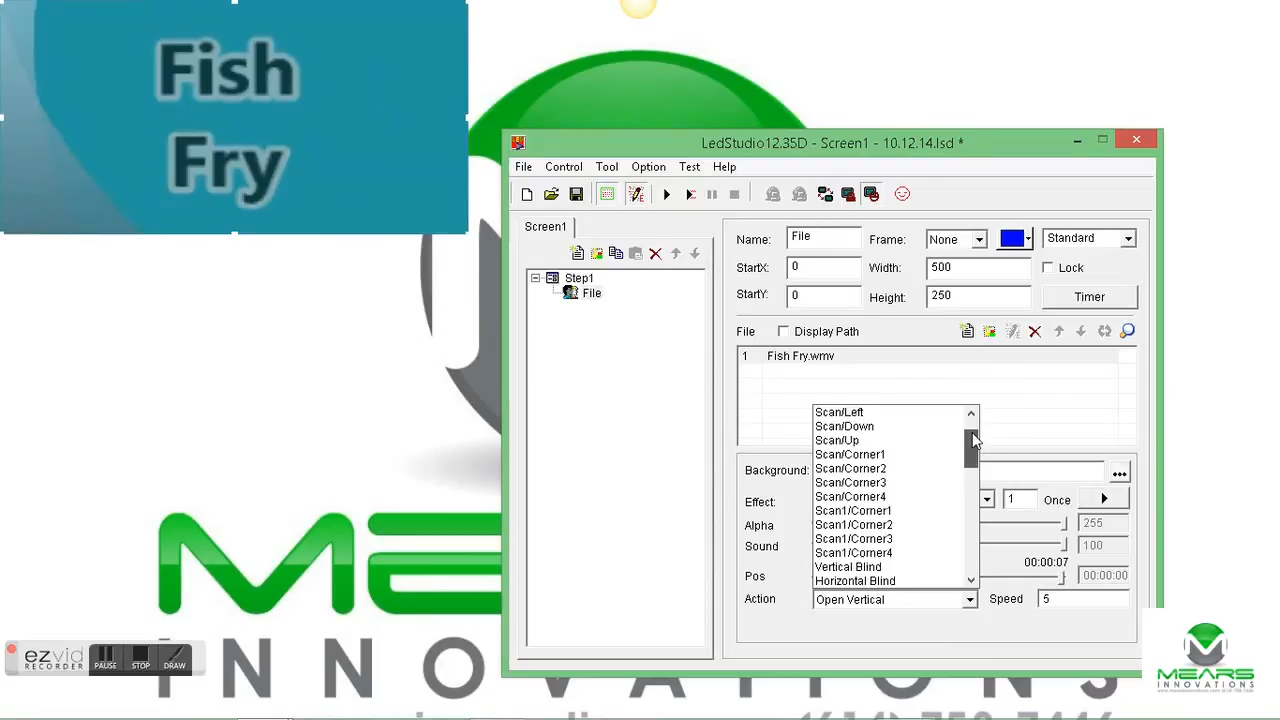 Fish
Fry
LedStudio12.35D - Screen1 - 10.12.14.lsd *
File Control Tool Option Test Help
Screen1
Step1
File
Name: File Frame: None Standard
StartX: 0 Width: 500 Lock
StartY: 0 Height: 250 Timer
File Display Path
1 Fish Fry.wmv
Scan/Left
Scan/Down
Scan/Up
Scan/Corner1
Scan/Corner2
Scan/Corner3
Scan/Corner4
Scan1/Corner1
Scan1/Corner2
Scan1/Corner3
Scan1/Corner4
Vertical Blind
Horizontal Blind
Background:
Effect: 1 Once
Alpha 255
Sound 100
00:00:07
Pos 00:00:00
Action Open Vertical Speed 5
ezvid
RECORDER
PAUSE STOP DRAW
ME
INNOVATIONS
MEARS
INNOVATIONS